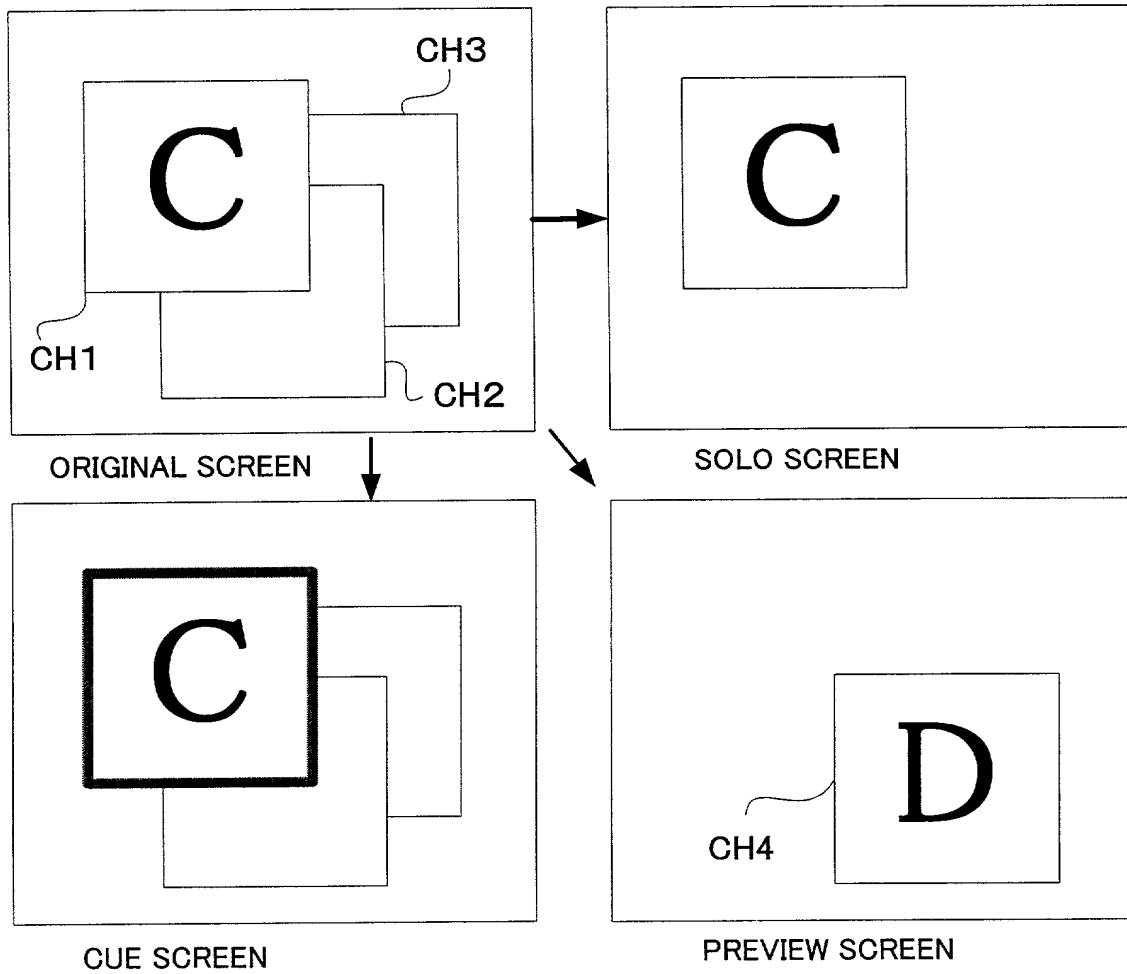 CH3
C
C
CH1
CH2
ORIGINAL SCREEN
SOLO SCREEN
C
D
CH4
CUE SCREEN
PREVIEW SCREEN